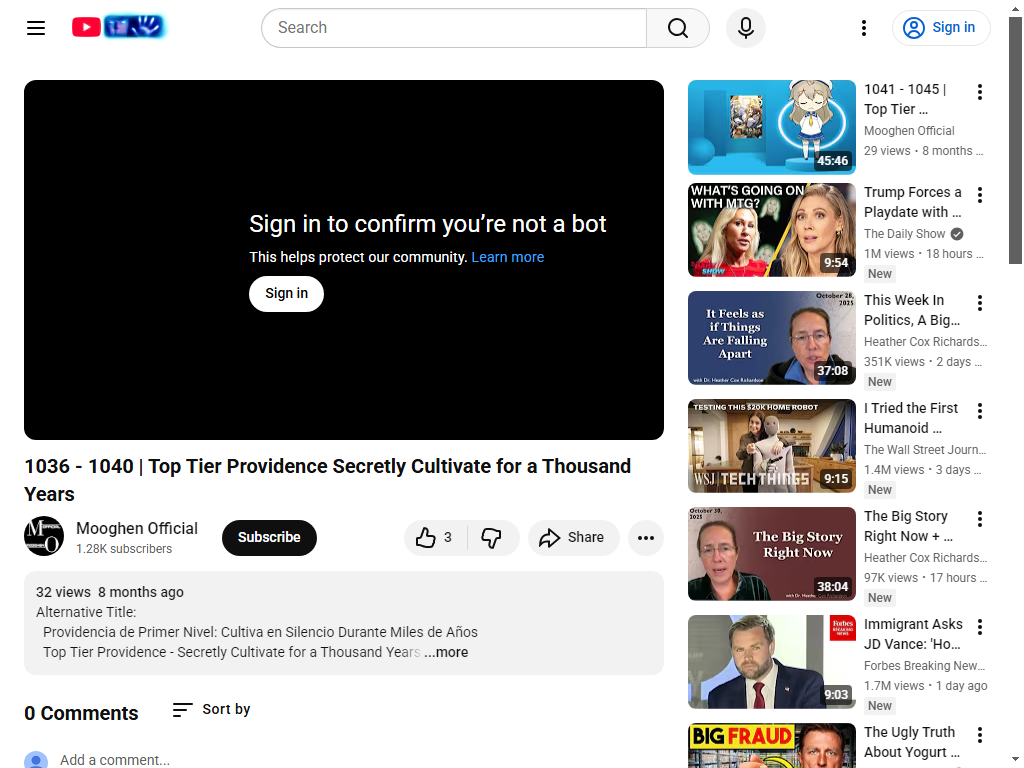 Search
Sign in
Sign in to confirm you're not a bot
This helps protect our community. Learn more
Sign in
1036 - 1040 | Top Tier Providence Secretly Cultivate for a Thousand
Years
Mooghen Official
1.28K subscribers
Subscribe
3
Share
32 views 8 months ago
Alternative Title:
Providencia de Primer Nivel: Cultiva en Silencio Durante Miles de Años
Top Tier Providence - Secretly Cultivate for a Thousand Years ...more
0 Comments
Sort by
Add a comment...
45:46
1041 - 1045 |
Top Tier ...
Mooghen Official
29 views • 8 months ...
WHAT'S GOING ON
WITH MTG?
SHOW
9:54
Trump Forces a
Playdate with ...
The Daily Show
1M views • 18 hours ...
New
October 28,
2025
It Feels as
if Things
Are Falling
Apart
with Dr. Heather Cox Richardson
37:08
This Week In
Politics, A Big...
Heather Cox Richards...
351K views • 2 days ...
New
TESTING THIS $20K HOME ROBOT
WSJ TECH THINGS
9:15
I Tried the First
Humanoid ...
The Wall Street Journ...
1.4M views • 3 days ...
New
October 30,
2025
The Big Story
Right Now
38:04
The Big Story
Right Now + ...
Heather Cox Richards...
97K views • 17 hours ...
New
Forbes
BREAKING
NEWS
9:03
Immigrant Asks
JD Vance: 'Ho...
Forbes Breaking New...
1.7M views • 1 day ago
New
BIG FRAUD
The Ugly Truth
About Yogurt ...